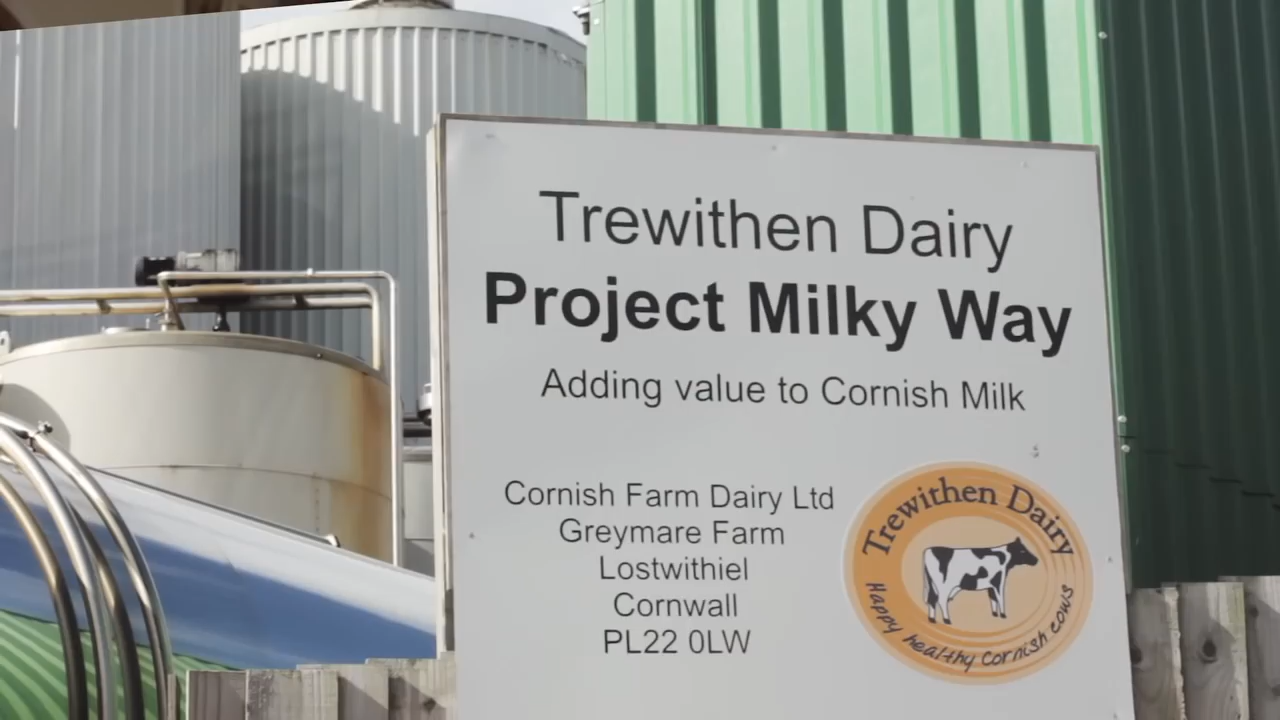 Trewithen Dairy
Project Milky Way
Adding value to Cornish Milk
Cornish Farm Dairy Ltd
Greymare Farm
Lostwithiel
Cornwall
PL22 0LW
Trewithen Dairy
Happy healthy Cornish cows